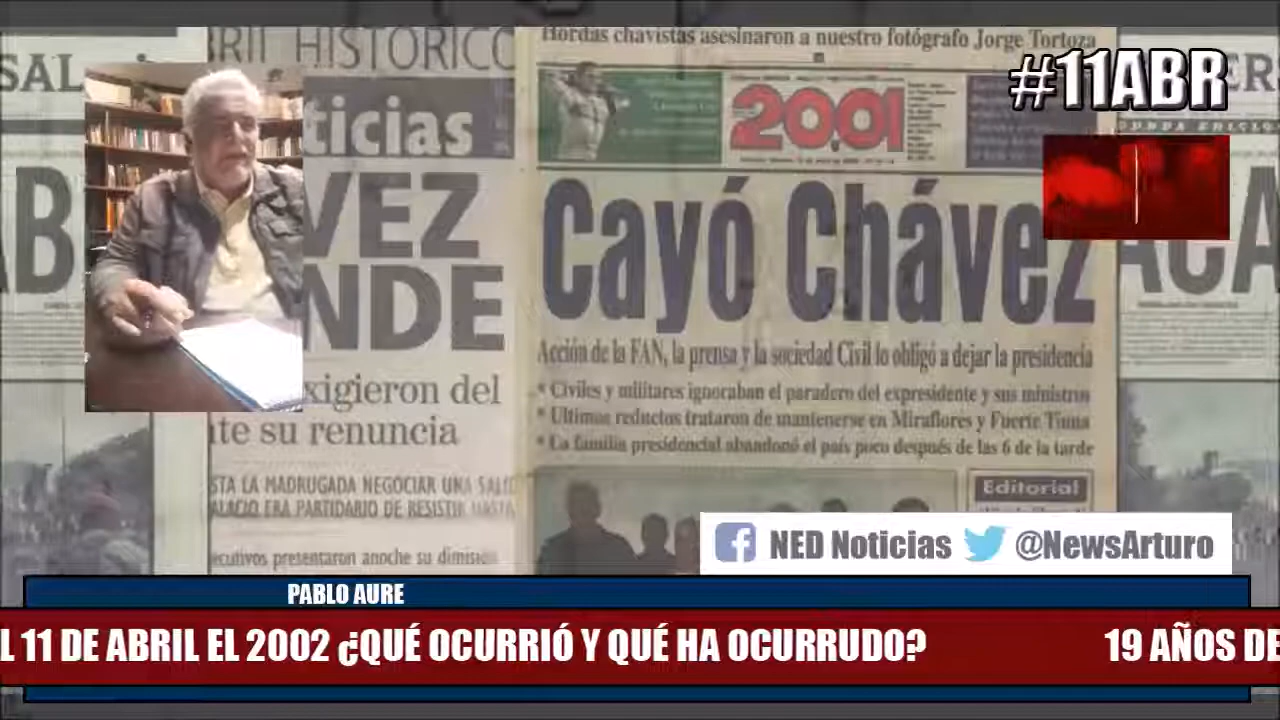 #11ABR
SAL
BRIL HISTORICO
ticias
VEZ
NDE
xigieron del
te su renuncia
STA LA MADRUGADA NEGOCIAR UNA SALI
ALACIO ERA PARTIDARIO DE RESISTIR HASTA
ecutivos presentaron anoche su dimisión
Hordas chavistas asesinaron a nuestro fotógrafo Jorge Tortoza
2001
Cayó Chávez
Acción de la FAN, la prensa y la sociedad Civil lo obligó a dejar la presidencia
* Civiles y militares ignoraban el paradero del expresidente y sus ministros
* Ultimos reductos trataron de mantenerse en Miraflores y Fuerte Tiuna
* La familia presidencial abandonó el país poco después de las 6 de la tarde
Editorial
ER
ACA
NED Noticias @NewsArturo
PABLO AURE
L 11 DE ABRIL EL 2002 ¿QUÉ OCURRIÓ Y QUÉ HA OCURRUDO? 19 AÑOS DE